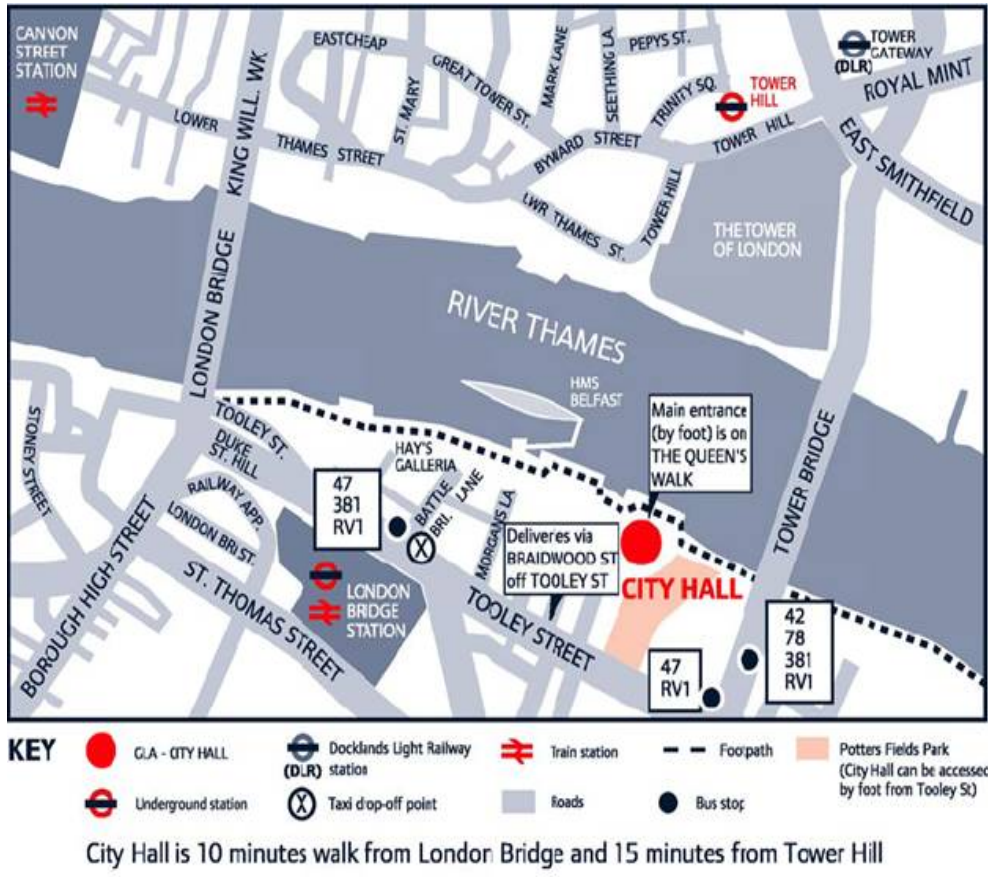 CANNON
STREET
STATION
EASTCHEAP
KING WILL. WK
LOWER
THAMES STREET
ST. MARY
GREAT TOWER ST.
MARK LANE
SEETHING LA.
PEPYS ST.
TRINITY SQ.
BYWARD STREET
TOWER
HILL
TOWER HILL
(DLR)
TOWER
GATEWAY
ROYAL MINT
EAST SMITHFIELD
LWR THAMES ST.
TOWER HILL
THE TOWER
OF LONDON
LONDON BRIDGE
RIVER THAMES
HMS
BELFAST
TOWER BRIDGE
STONEY STREET
TOOLEY ST.
DUKE
ST. HILL
RAILWAY APP.
LONDON BRI ST.
BOROUGH HIGH STREET
ST. THOMAS STREET
HAY'S
GALLERIA
BATTLE
BRI. LANE
MORGANS LA
47
381
RV1
X
LONDON
BRIDGE
STATION
TOOLEY STREET
Deliveres via
BRAIDWOOD ST
off TOOLEY ST
Main entrance
(by foot) is on
THE QUEEN'S
WALK
CITY HALL
47
RV1
42
78
381
RV1
KEY
GLA - CITY HALL
Underground station
(DLR)
Docklands Light Railway
station
X
Taxi drop-off point
Train station
Roads
Footpath
Bus stop
Potters Fields Park
(City Hall can be accessed
by foot from Tooley St)
City Hall is 10 minutes walk from London Bridge and 15 minutes from Tower Hill